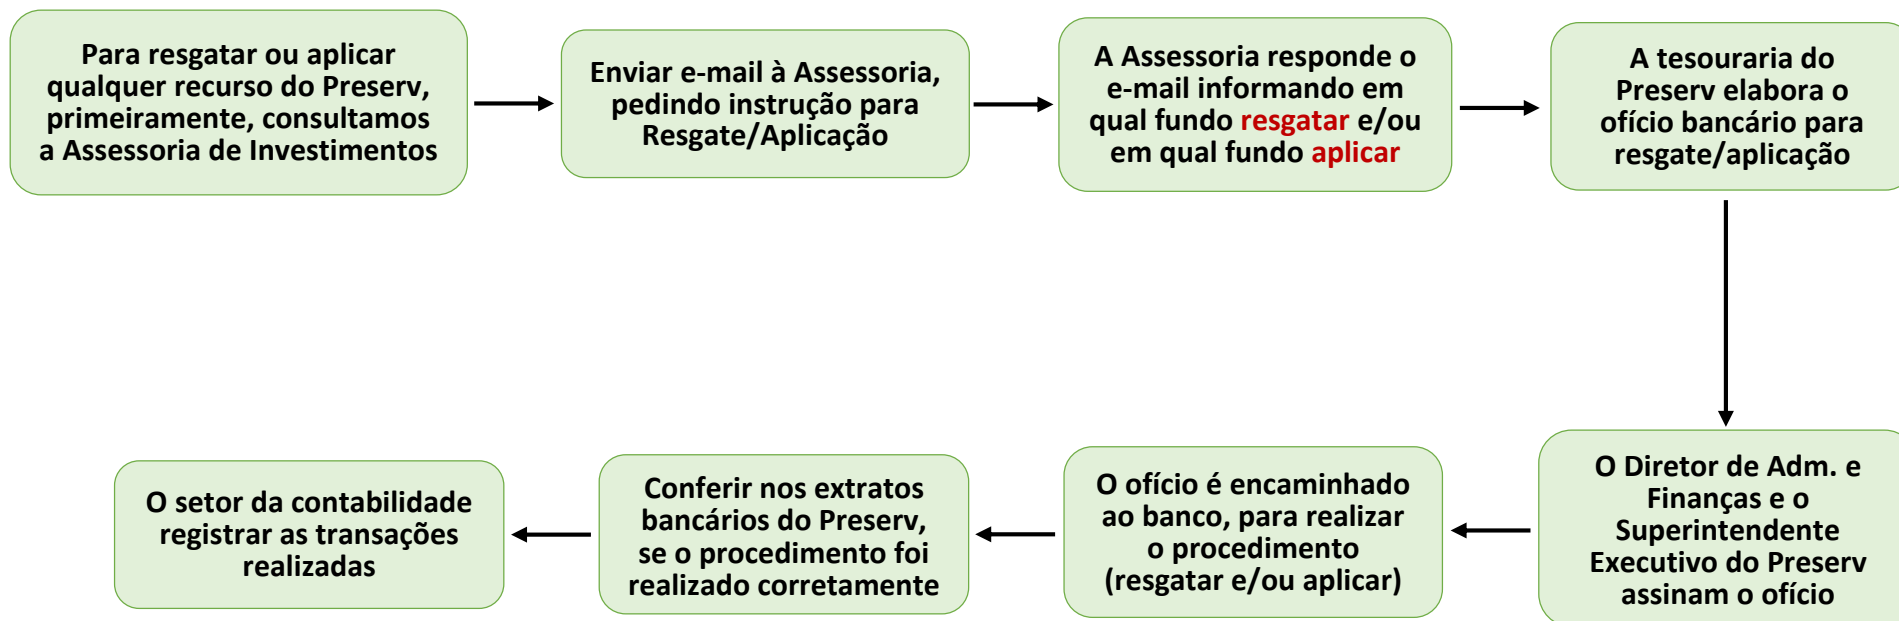 Para resgatar ou aplicar
qualquer recurso do Preserv,
primeiramente, consultamos
a Assessoria de Investimentos
Enviar e-mail à Assessoria,
pedindo instrução para
Resgate/Aplicação
A Assessoria responde o
e-mail informando em
qual fundo resgatar e/ou
em qual fundo aplicar
A tesouraria do
Preserv elabora o
ofício bancário para
resgate/aplicação
O Diretor de Adm. e
Finanças e o
Superintendente
Executivo do Preserv
assinam o ofício
O ofício é encaminhado
ao banco, para realizar
o procedimento
(resgatar e/ou aplicar)
Conferir nos extratos
bancários do Preserv,
se o procedimento foi
realizado corretamente
O setor da contabilidade
registrar as transações
realizadas